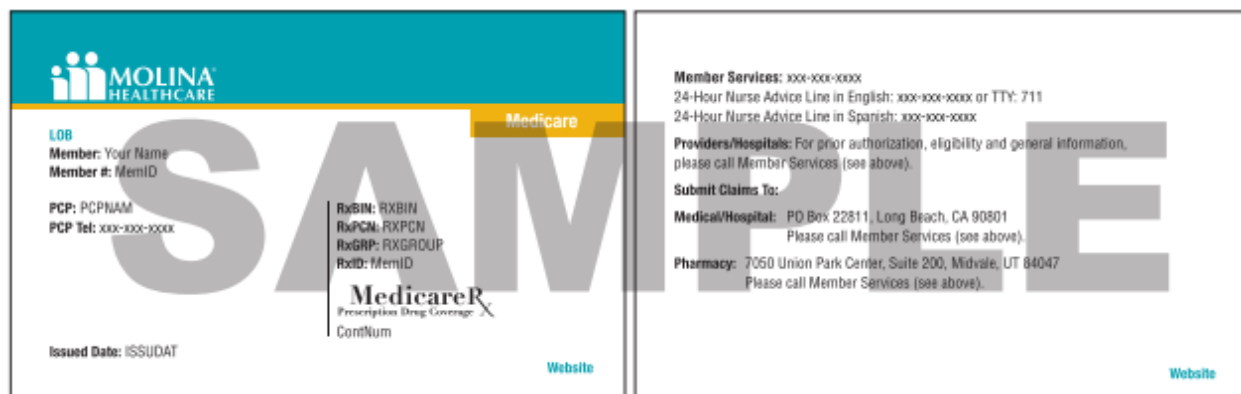 MOLINA®
HEALTHCARE
Medicare
LOB
Member: Your Name
Member #: MemID
PCP: PCPNAM
PCP Tel: xxx-xxx-xxxx
RxBIN: RXBIN
RxPCN: RXPCN
RxGRP: RXGROUP
RxID: MemID
MedicareRx
Prescription Drug Coverage
ContNum
Issued Date: ISSUDAT
Website
Member Services: xxx-xxx-xxxx
24-Hour Nurse Advice Line in English: xxx-xxx-xxxx or TTY: 711
24-Hour Nurse Advice Line in Spanish: xxx-xxx-xxxx
Providers/Hospitals: For prior authorization, eligibility and general information,
please call Member Services (see above).
Submit Claims To:
Medical/Hospital: PO Box 22811, Long Beach, CA 90801
Please call Member Services (see above).
Pharmacy: 7050 Union Park Center, Suite 200, Midvale, UT 84047
Please call Member Services (see above).
Website
SAMPLE